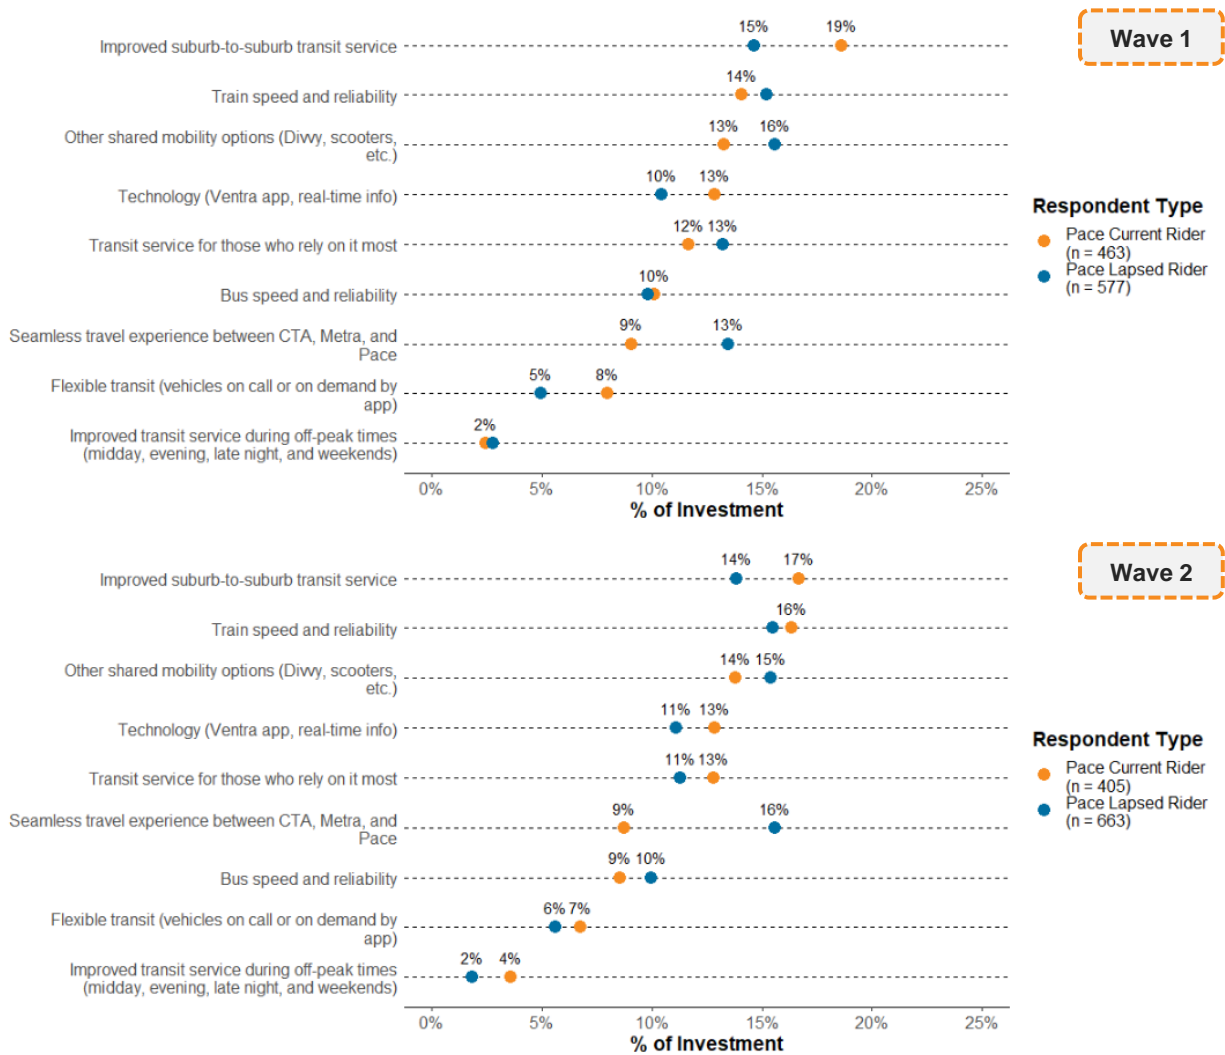 Wave 1
15% 19%
Improved suburb-to-suburb transit service
14%
Train speed and reliability
13% 16%
Other shared mobility options (Divvy, scooters,
etc.)
10% 13%
Technology (Ventra app, real-time info)
12% 13%
Transit service for those who rely on it most
10%
Bus speed and reliability
9% 13%
Seamless travel experience between CTA, Metra, and
Pace
5% 8%
Flexible transit (vehicles on call or on demand by
app)
2%
Improved transit service during off-peak times
(midday, evening, late night, and weekends)
0% 5% 10% 15% 20% 25%
% of Investment
Respondent Type
Pace Current Rider
(n = 463)
Pace Lapsed Rider
(n = 577)
Wave 2
14% 17%
Improved suburb-to-suburb transit service
16%
Train speed and reliability
14% 15%
Other shared mobility options (Divvy, scooters,
etc.)
11% 13%
Technology (Ventra app, real-time info)
11% 13%
Transit service for those who rely on it most
9% 16%
Seamless travel experience between CTA, Metra, and
Pace
9% 10%
Bus speed and reliability
6% 7%
Flexible transit (vehicles on call or on demand by
app)
2% 4%
Improved transit service during off-peak times
(midday, evening, late night, and weekends)
0% 5% 10% 15% 20% 25%
% of Investment
Respondent Type
Pace Current Rider
(n = 405)
Pace Lapsed Rider
(n = 663)